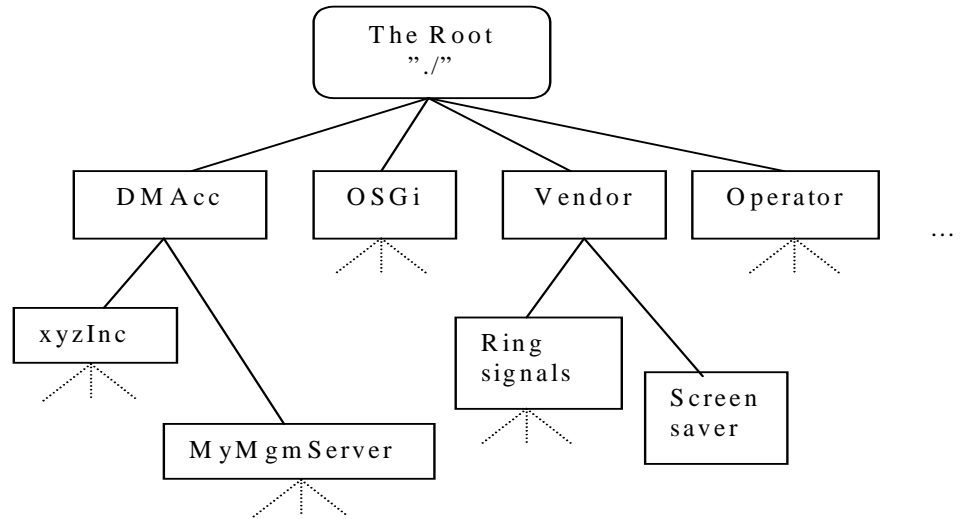 The Root
”./”
DMAcc
OSGi
Vendor
Operator
...
xyzInc
Ring
signals
Screen
saver
MyMgmServer